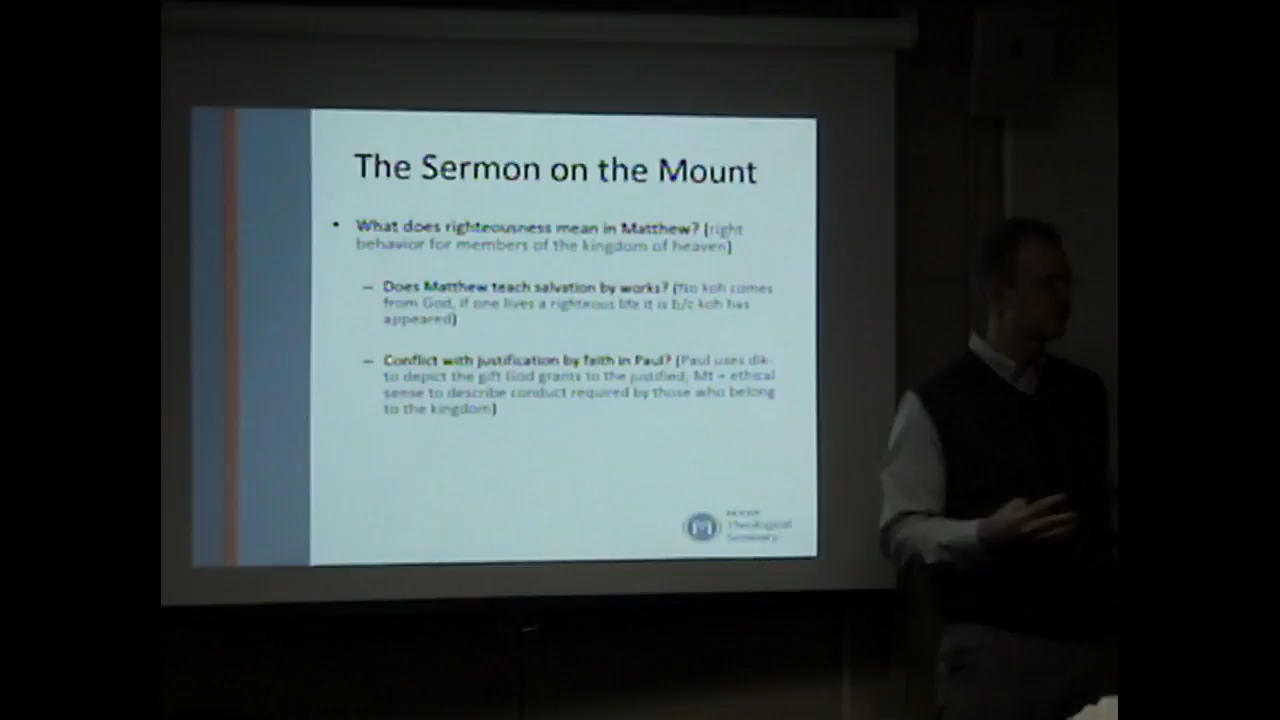 The Sermon on the Mount
• What does righteousness mean in Matthew? (right
behavior for members of the kingdom of heaven)
– Does Matthew teach salvation by works? (No koh comes
from God, if one lives a righteous life it is b/c koh has
appeared)
– Conflict with justification by faith in Paul? (Paul uses dik-
to depict the gift God grants to the justified; Mt – ethical
sense to describe conduct required by those who belong
to the kingdom)
MOODY
Theological
Seminary